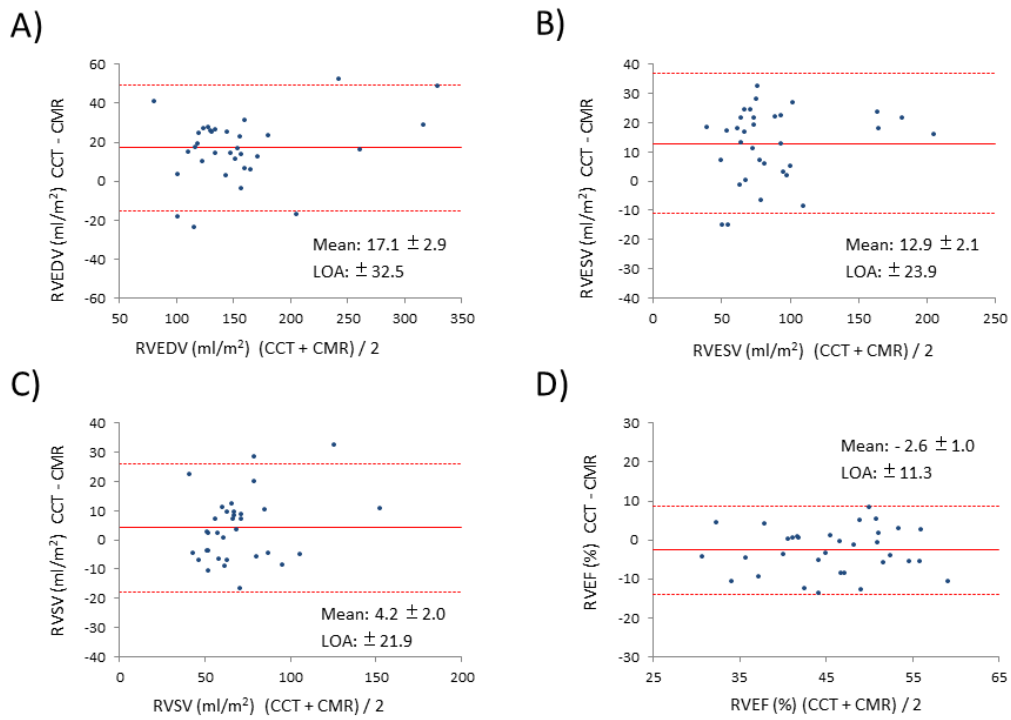 A)
RVEDV (ml/m²) CCT - CMR
60
40
20
0
-20
-40
-60
Mean: 17.1 ± 2.9
LOA: ± 32.5
50 100 150 200 250 300 350
RVEDV (ml/m²) (CCT + CMR) / 2
B)
RVESV (ml/m²) CCT - CMR
40
30
20
10
0
-10
-20
-30
-40
Mean: 12.9 ± 2.1
LOA: ± 23.9
0 50 100 150 200 250
RVESV (ml/m²) (CCT + CMR) / 2
C)
RVSV (ml/m²) CCT - CMR
40
30
20
10
0
-10
-20
-30
-40
Mean: 4.2 ± 2.0
LOA: ± 21.9
0 50 100 150 200
RVSV (ml/m²) (CCT + CMR) / 2
D)
RVEF (%) CCT - CMR
30
20
10
0
-10
-20
-30
Mean: - 2.6 ± 1.0
LOA: ± 11.3
25 35 45 55 65
RVEF (%) (CCT + CMR) / 2